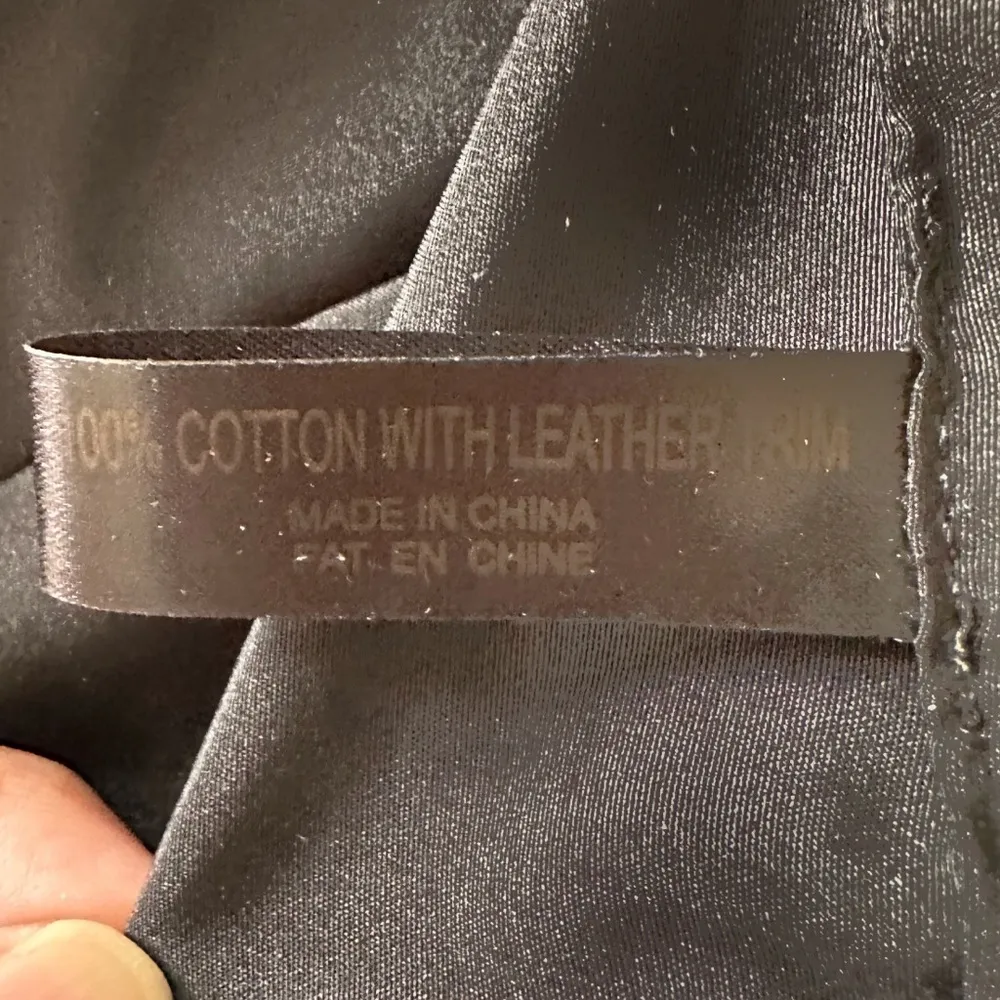 100% COTTON WITH LEATHER TRIM
MADE IN CHINA
FAT EN CHINE